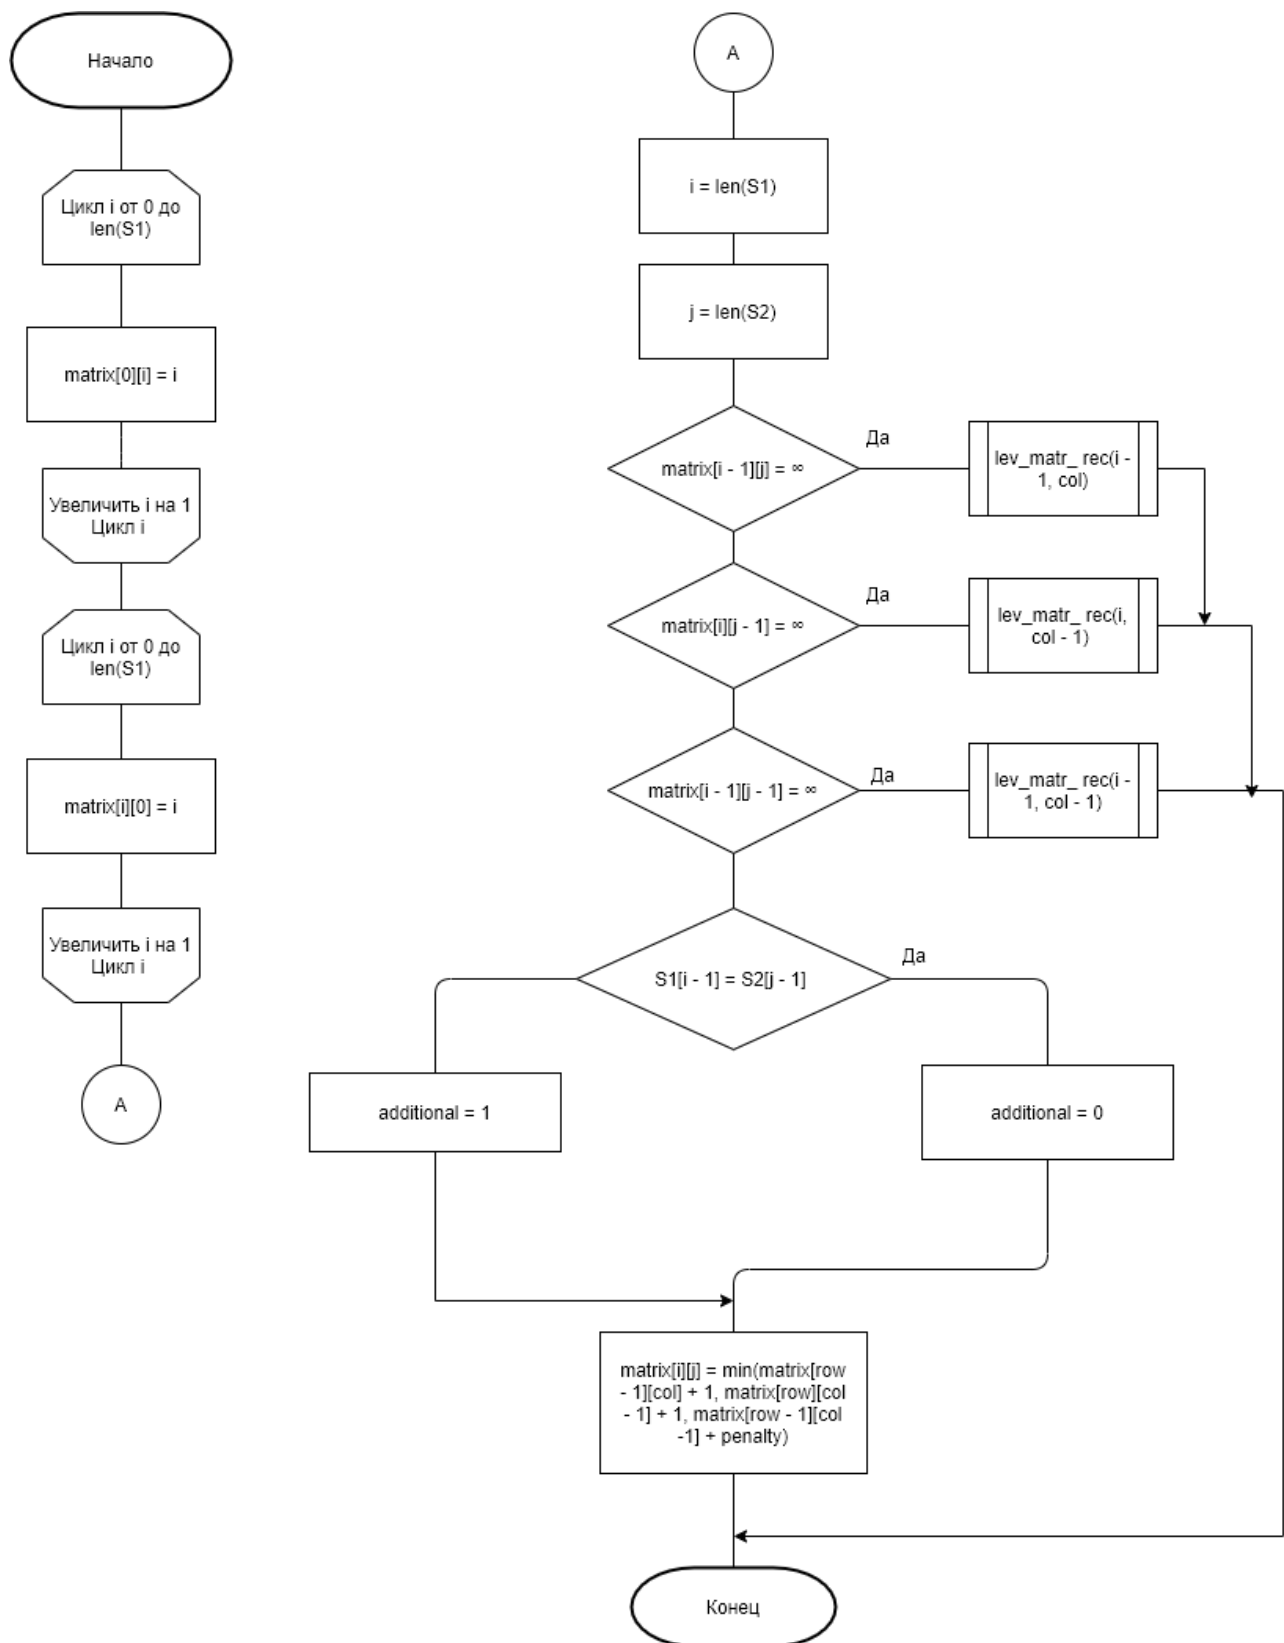 Начало
Цикл i от 0 до
len(S1)
matrix[0][i] = i
Увеличить i на 1
Цикл i
Цикл i от 0 до
len(S1)
matrix[i][0] = i
Увеличить i на 1
Цикл i
A
A
i = len(S1)
j = len(S2)
matrix[i - 1][j] = ∞
Да
lev_matr_ rec(i -
1, col)
matrix[i][j - 1] = ∞
Да
lev_matr_ rec(i,
col - 1)
matrix[i - 1][j - 1] = ∞
Да
lev_matr_ rec(i -
1, col - 1)
S1[i - 1] = S2[j - 1]
Да
additional = 1
additional = 0
matrix[i][j] = min(matrix[row
- 1][col] + 1, matrix[row][col
- 1] + 1, matrix[row - 1][col
-1] + penalty)
Конец